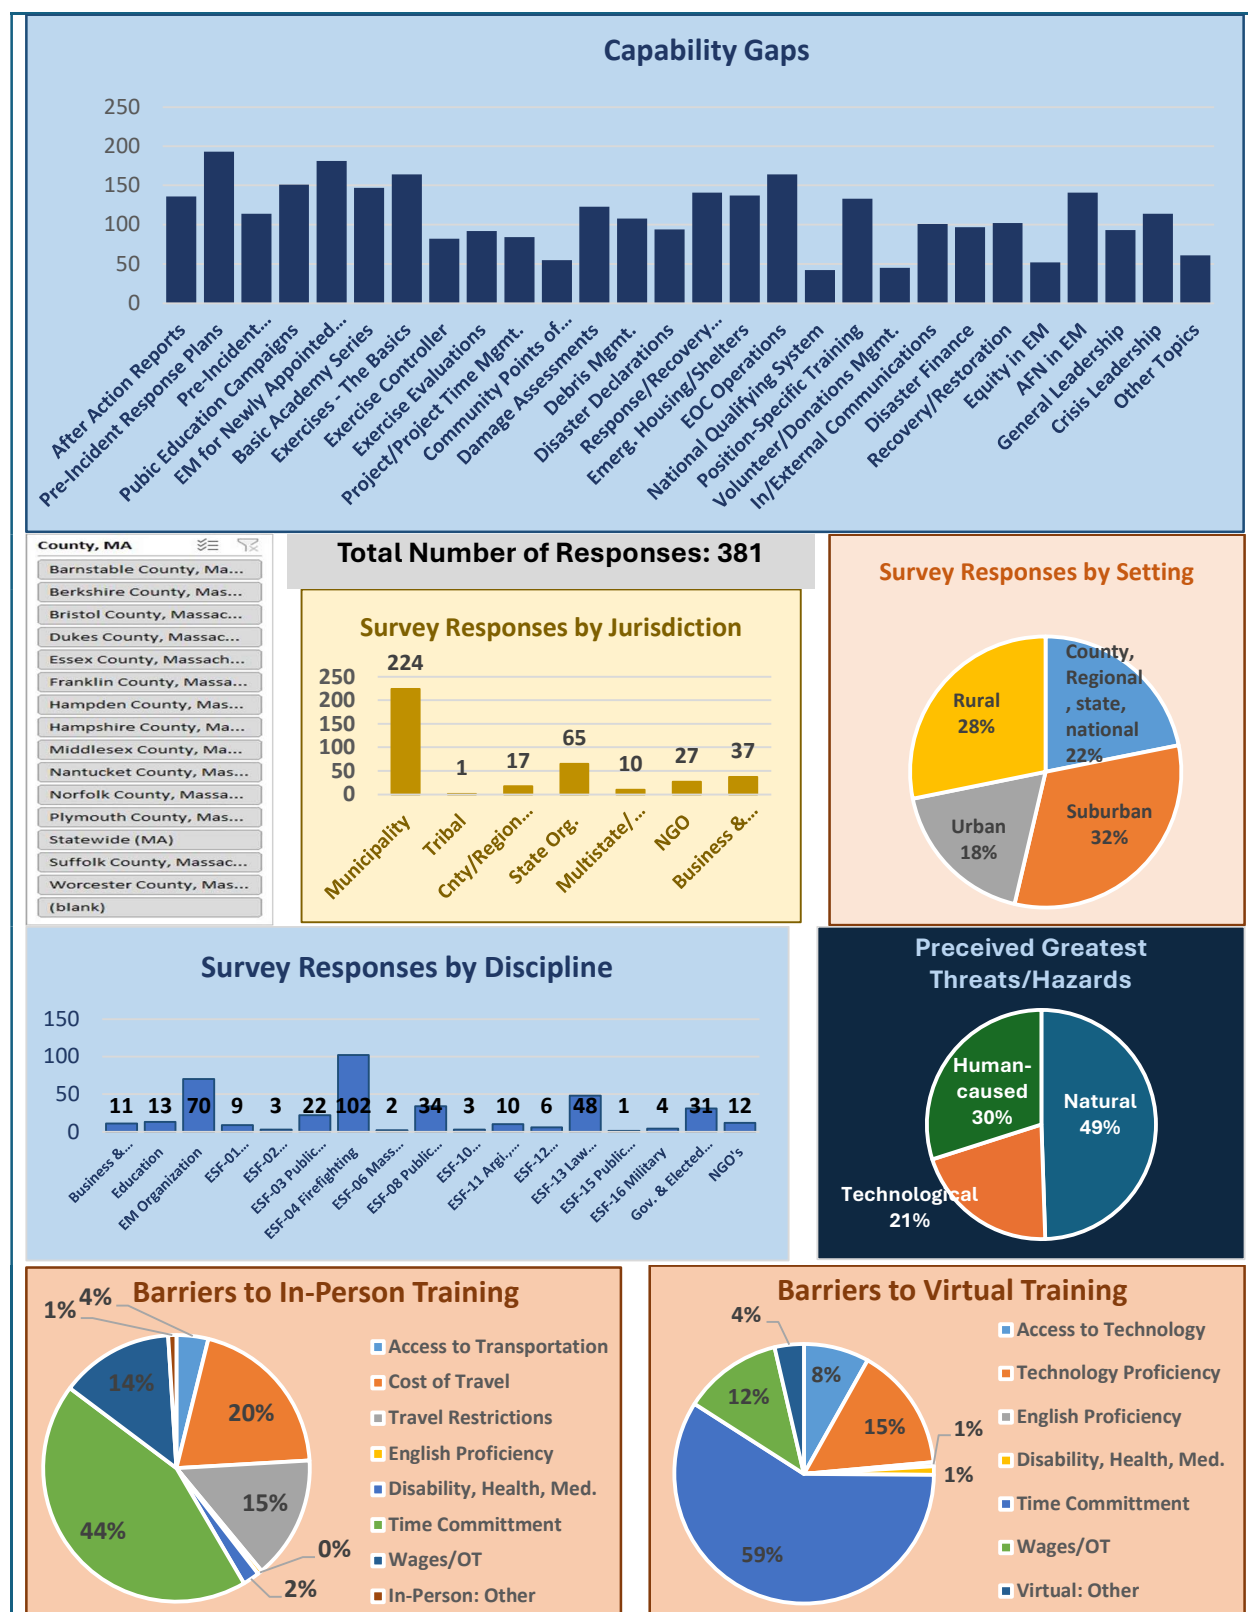 Capability Gaps
250
200
150
100
50
0
After Action Reports
Pre-Incident Response Plans
Pre-Incident...
Pubic Education Campaigns
EM for Newly Appointed...
Basic Academy Series
Exercises - The Basics
Exercise Controller
Exercise Evaluations
Project/Project Time Mgmt.
Community Points of...
Damage Assessments
Debris Mgmt.
Disaster Declarations
Response/Recovery...
Emerg. Housing/Shelters
EOC Operations
National Qualifying System
Position-Specific Training
Volunteer/Donations Mgmt.
In/External Communications
Disaster Finance
Recovery/Restoration
Equity in EM
AFN in EM
General Leadership
Crisis Leadership
Other Topics
County, MA
Barnstable County, Ma...
Berkshire County, Mas...
Bristol County, Massac...
Dukes County, Massac...
Essex County, Massach...
Franklin County, Massa...
Hampden County, Mas...
Hampshire County, Ma...
Middlesex County, Ma...
Nantucket County, Mas...
Norfolk County, Massa...
Plymouth County, Mas...
Statewide (MA)
Suffolk County, Massac...
Worcester County, Mas...
(blank)
Total Number of Responses: 381
Survey Responses by Jurisdiction
250
200
150
100
50
0
224
1
17
65
10
27
37
Municipality
Tribal
Cnty/Region...
State Org.
Multistate/...
NGO
Business &...
Survey Responses by Setting
County,
Regional
, state,
national
22%
Suburban
32%
Urban
18%
Rural
28%
Survey Responses by Discipline
150
100
50
0
11 13 70 9 3 22 102 2 34 3 10 6 48 1 4 31 12
Business &...
Education
EM Organization
ESF-01...
ESF-02...
ESF-03 Public...
ESF-04 Firefighting
ESF-06 Mass...
ESF-08 Public...
ESF-10...
ESF-11 Argi.,...
ESF-12...
ESF-13 Law...
ESF-15 Public...
ESF-16 Military
Gov. & Elected...
NGO's
Preceived Greatest
Threats/Hazards
Human-
caused
30%
Natural
49%
Technological
21%
Barriers to In-Person Training
1%
4%
14%
20%
15%
44%
0%
2%
Access to Transportation
Cost of Travel
Travel Restrictions
English Proficiency
Disability, Health, Med.
Time Committment
Wages/OT
In-Person: Other
Barriers to Virtual Training
4%
8%
12%
15%
1%
1%
59%
Access to Technology
Technology Proficiency
English Proficiency
Disability, Health, Med.
Time Committment
Wages/OT
Virtual: Other